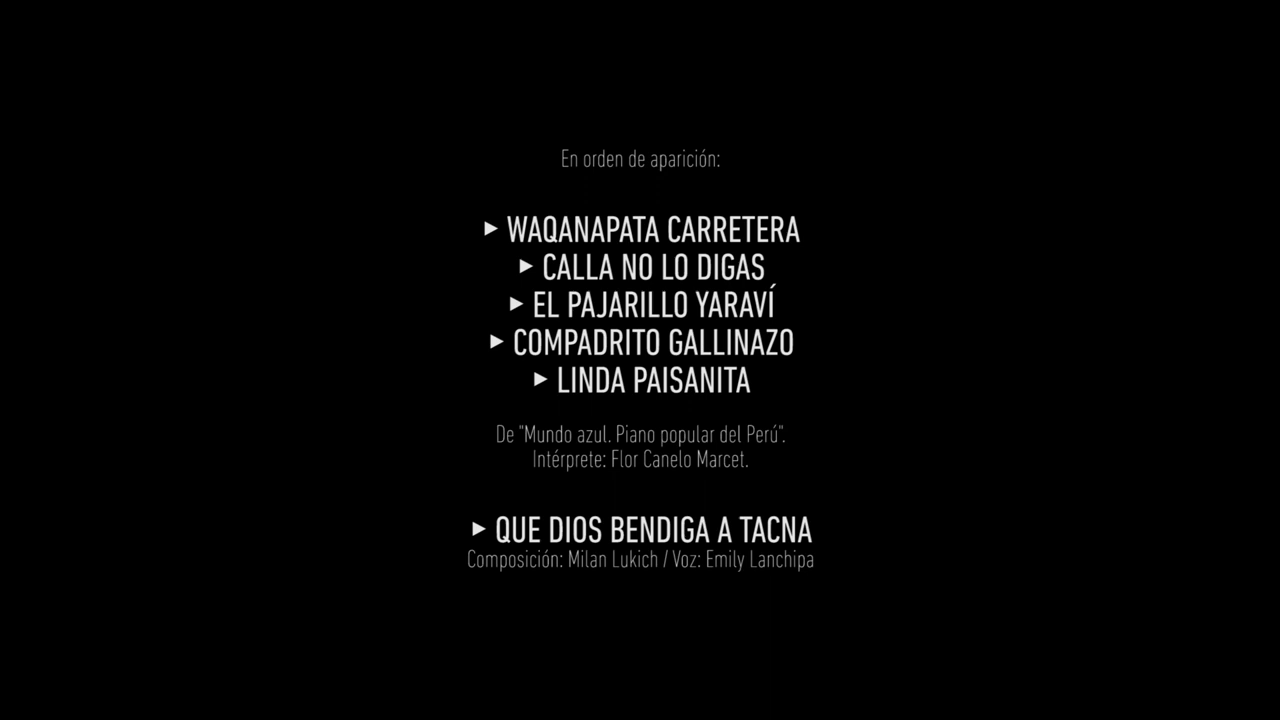 En orden de aparición:
▶ WAQANAPATA CARRETERA
▶ CALLA NO LO DIGAS
▶ EL PAJARILLO YARAVÍ
▶ COMPADRITO GALLINAZO
▶ LINDA PAISANITA
De "Mundo azul. Piano popular del Perú".
Intérprete: Flor Canelo Marcet.
▶ QUE DIOS BENDIGA A TACNA
Composición: Milan Lukich / Voz: Emily Lanchipa